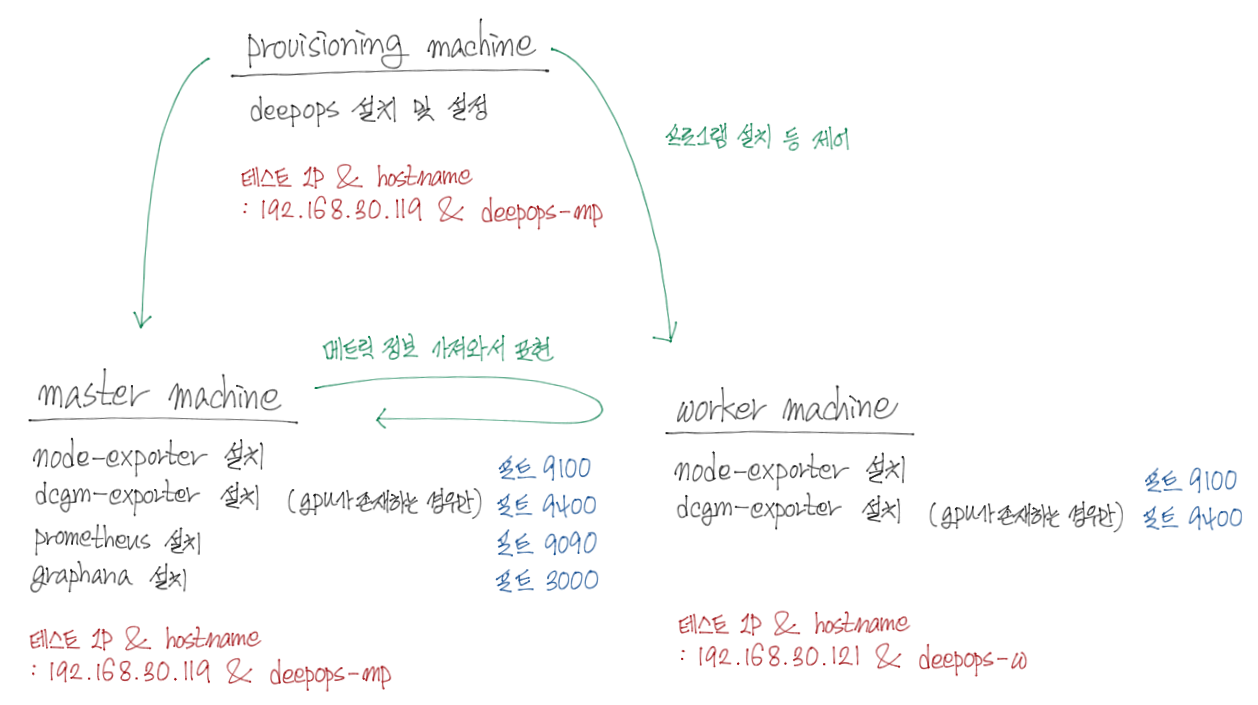 provisioning machine
deepops 설치 및 설정
프로그램 설치 등 제어
테스트 IP & hostname
: 192.168.30.119 & deepops-mp
메트릭 정보 가져와서 표현
master machine
node-exporter 설치 포트 9100
dcgm-exporter 설치 (gpu가 존재하는 경우만) 포트 9400
prometheus 설치 포트 9090
graphana 설치 포트 3000
테스트 IP & hostname
: 192.168.30.119 & deepops-mp
worker machine
node-exporter 설치 포트 9100
dcgm-exporter 설치 (gpu가 존재하는 경우만) 포트 9400
테스트 IP & hostname
: 192.168.30.121 & deepops-w